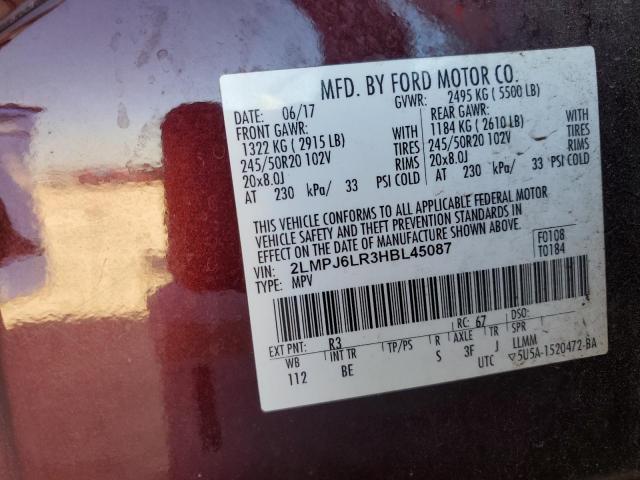 MFD. BY FORD MOTOR CO.
DATE: 06/17 GVWR: 2495 KG ( 5500 LB)
FRONT GAWR: REAR GAWR:
1322 KG ( 2915 LB) WITH 1184 KG ( 2610 LB) WITH
245/50R20 102V TIRES 245/50R20 102V TIRES
20x8.0J RIMS 20x8.0J RIMS
AT 230 kPa/ 33 PSI COLD AT 230 kPa/ 33 PSI COLD
THIS VEHICLE CONFORMS TO ALL APPLICABLE FEDERAL MOTOR
VEHICLE SAFETY AND THEFT PREVENTION STANDARDS IN
EFFECT ON THE DATE OF MANUFACTURE SHOWN ABOVE.
VIN: 2LMPJ6LR3HBL45087 F0108
TYPE: MPV T0184
EXT PNT: R3 RC: 67 DSO:
WB INT TR TP/PS R AXLE TR SPR LLMM
112 BE S 3F J UTC ▽5U5A-1520472-BA